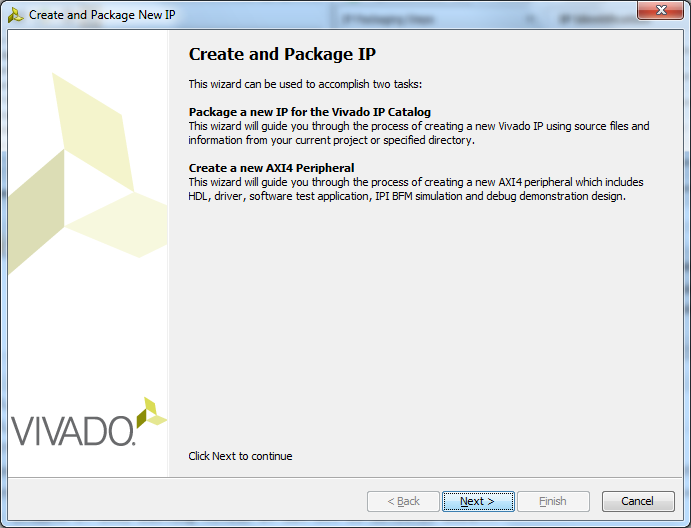 Create and Package New IP
Create and Package IP
This wizard can be used to accomplish two tasks:
Package a new IP for the Vivado IP Catalog
This wizard will guide you through the process of creating a new Vivado IP using source files and
information from your current project or specified directory.
Create a new AXI4 Peripheral
This wizard will guide you through the process of creating a new AXI4 peripheral which includes
HDL, driver, software test application, IPI BFM simulation and debug demonstration design.
VIVADO.
Click Next to continue
< Back
Next >
Finish
Cancel